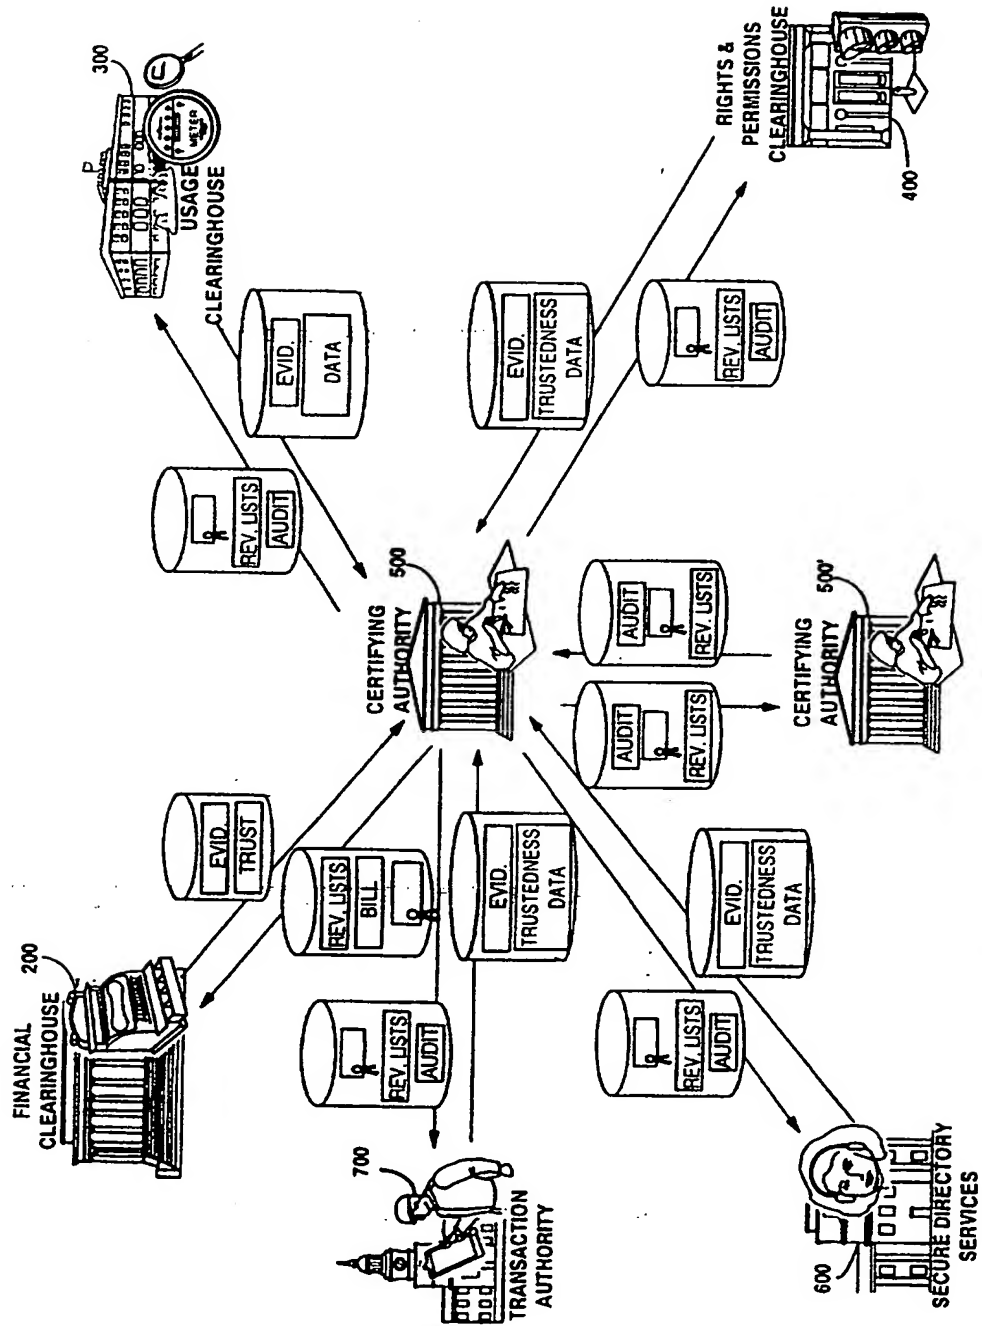 FINANCIAL
CLEARINGHOUSE
200
EVID.
TRUST
REV. LISTS
BILL
REV. LISTS
AUDIT
USAGE
CLEARINGHOUSE
300
METER
EVID.
DATA
TRANSACTION
AUTHORITY
700
REV. LISTS
AUDIT
EVID.
TRUSTEDNESS
DATA
CERTIFYING
AUTHORITY
500
EVID.
TRUSTEDNESS
DATA
REV. LISTS
AUDIT
RIGHTS &
PERMISSIONS
CLEARINGHOUSE
400
SECURE DIRECTORY
SERVICES
600
REV. LISTS
AUDIT
EVID.
TRUSTEDNESS
DATA
AUDIT
REV. LISTS
AUDIT
REV. LISTS
CERTIFYING
AUTHORITY
500'